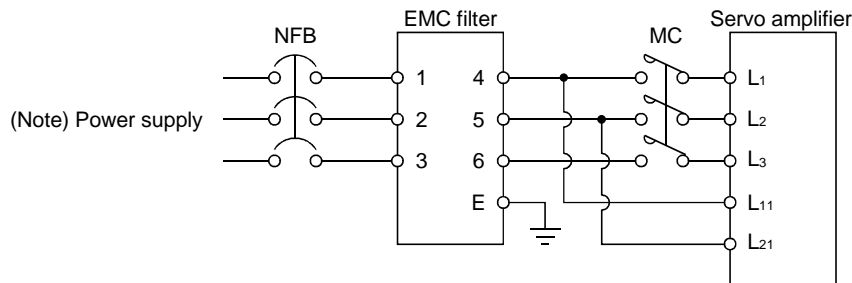 EMC filter
Servo amplifier
NFB
MC
1
4
L1
(Note) Power supply
2
5
L2
3
6
L3
E
L11
L21